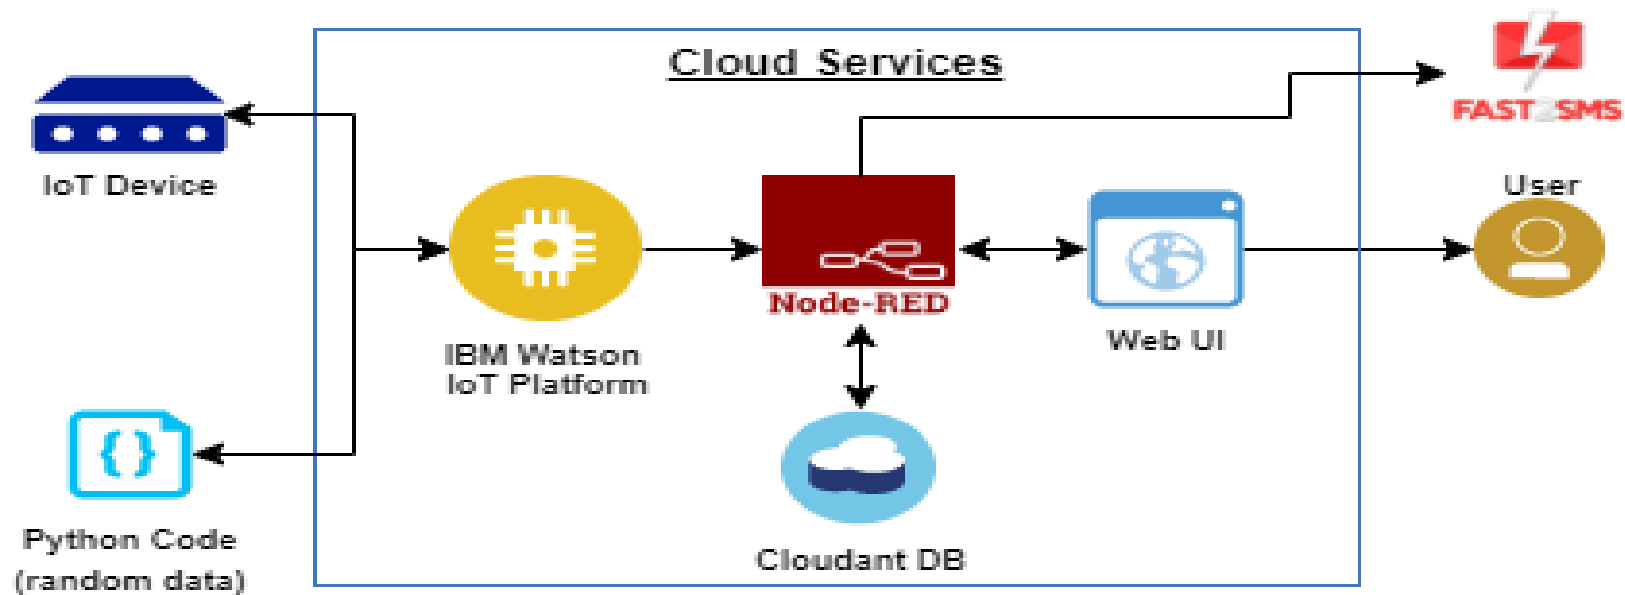 Cloud Services
FAST2SMS
IoT Device
User
Node-RED
Web UI
IBM Watson
IoT Platform
{ }
Python Code
(random data)
Cloudant DB